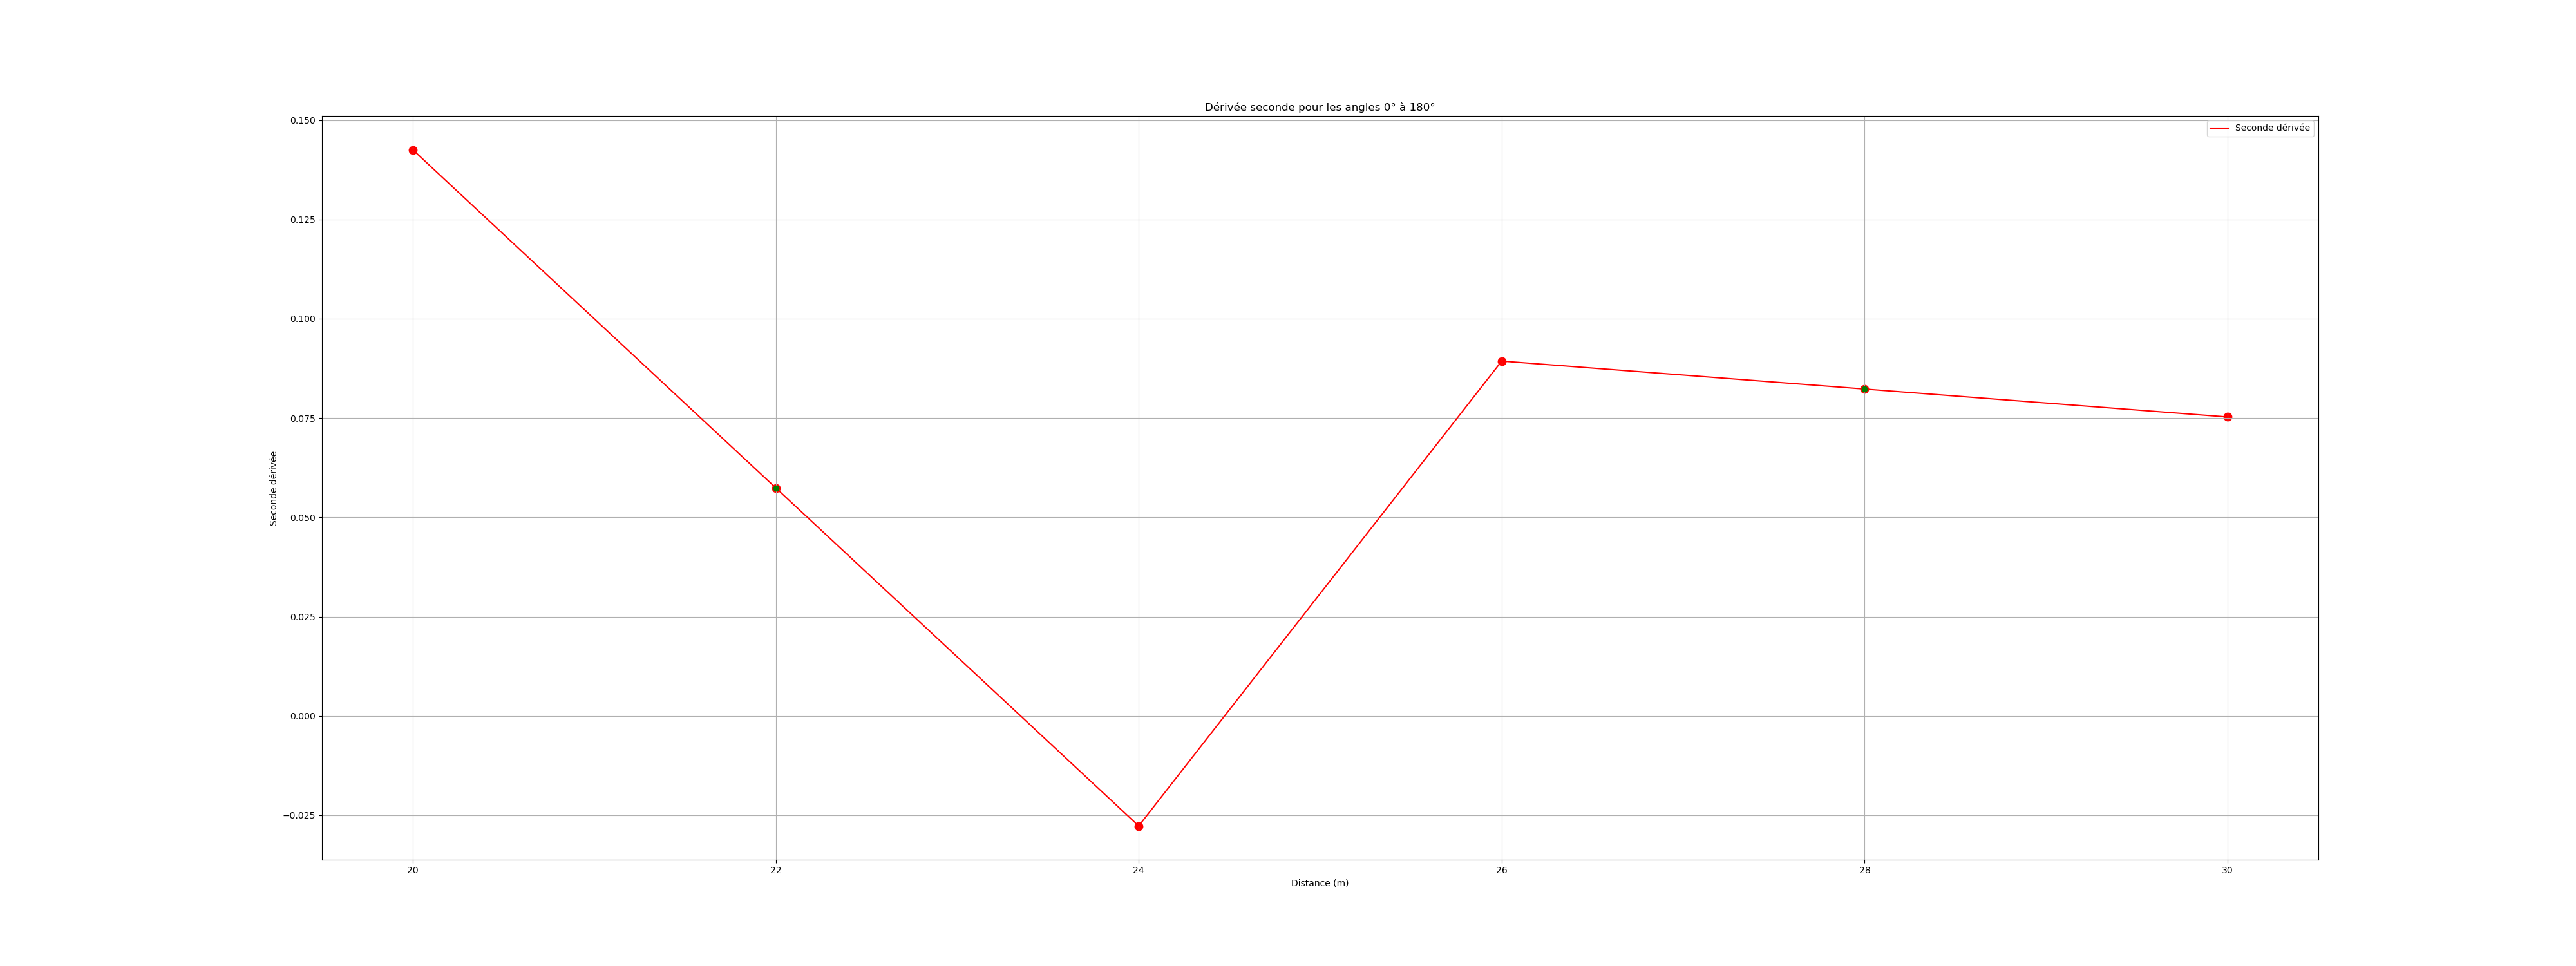 Dérivée seconde pour les angles 0° à 180°
Seconde dérivée
0.150
0.125
0.100
0.075
0.050
0.025
0.000
−0.025
Seconde dérivée
20 22 24 26 28 30
Distance (m)